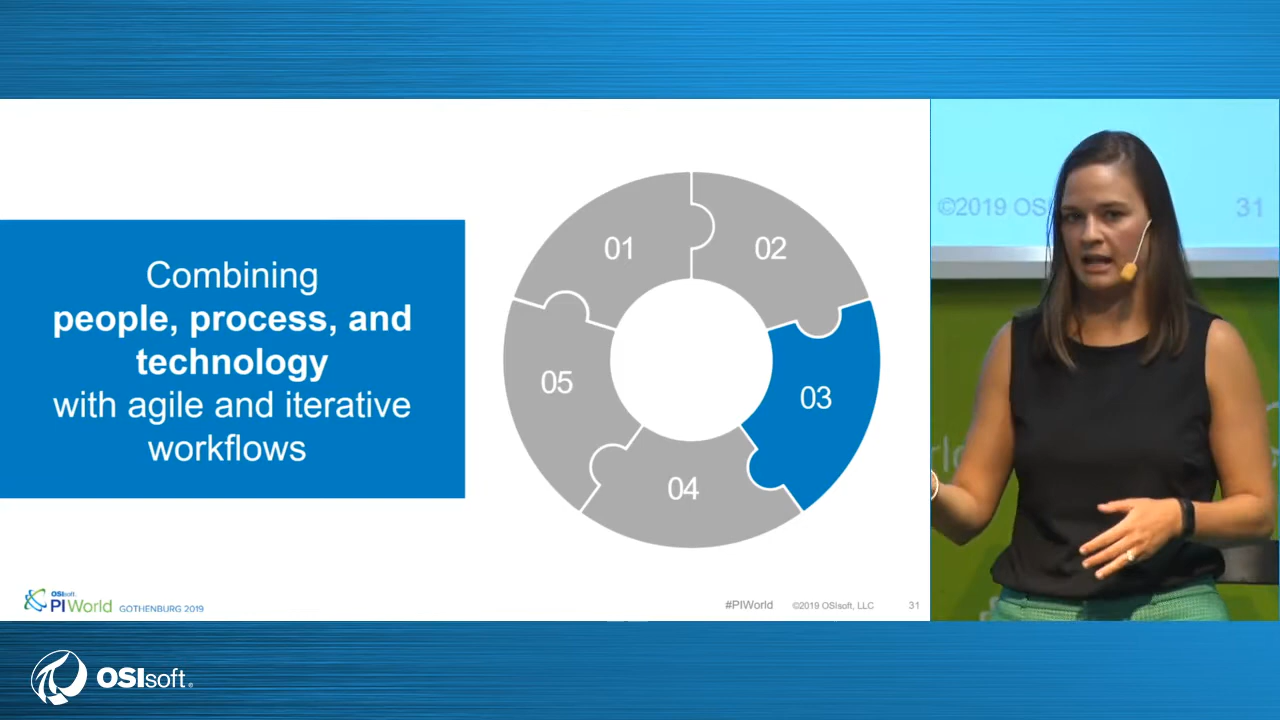 Combining
people, process, and
technology
with agile and iterative
workflows
01
02
03
04
05
OSIsoft.
PI World GOTHENBURG 2019
#PIWorld ©2019 OSIsoft, LLC 31
©2019 OS
31
OSIsoft.